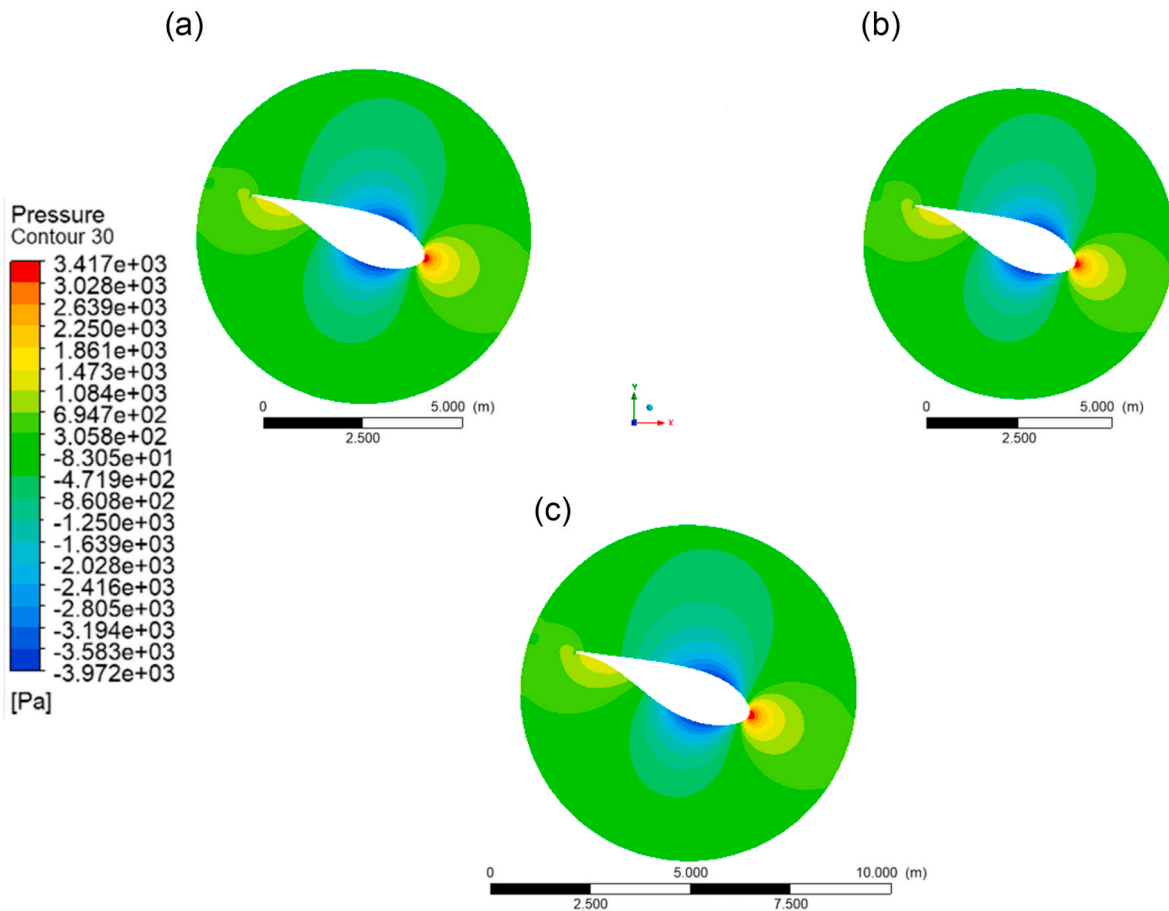 (a)
(b)
Pressure
Contour 30
3.417e+03
3.028e+03
2.639e+03
2.250e+03
1.861e+03
1.473e+03
1.084e+03
6.947e+02
3.058e+02
-8.305e+01
-4.719e+02
-8.608e+02
-1.250e+03
-1.639e+03
-2.028e+03
-2.416e+03
-2.805e+03
-3.194e+03
-3.583e+03
-3.972e+03
[Pa]
0 5.000 (m)
2.500
Y
X
0 5.000 (m)
2.500
(c)
0 5.000 10.000 (m)
2.500 7.500